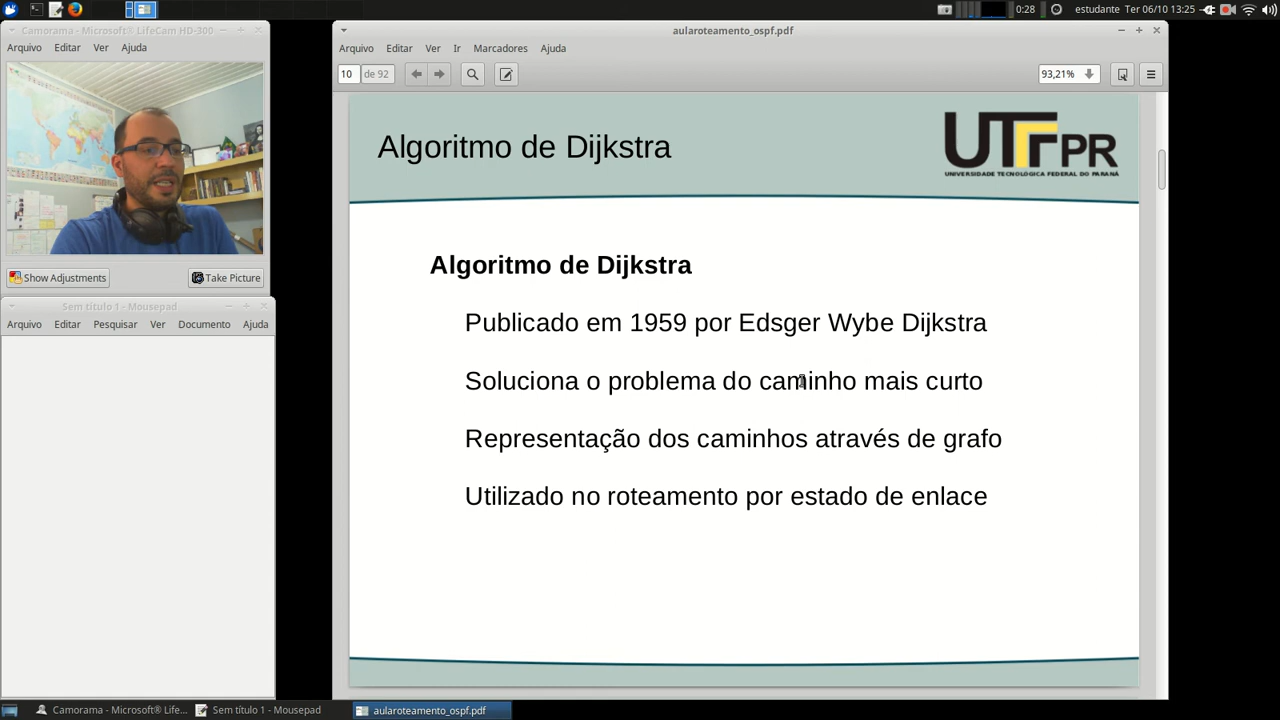 0:28 estudante Ter 06/10 13:25
Camorama - Microsoft® LifeCam HD-300
Arquivo Editar Ver Ajuda
Show Adjustments Take Picture
Sem título 1 - Mousepad
Arquivo Editar Pesquisar Ver Documento Ajuda
aularoteamento_ospf.pdf
Arquivo Editar Ver Ir Marcadores Ajuda
10 de 92 93,21%
Algoritmo de Dijkstra
UTFPR
UNIVERSIDADE TECNOLÓGICA FEDERAL DO PARANÁ
Algoritmo de Dijkstra
Publicado em 1959 por Edsger Wybe Dijkstra
Soluciona o problema do caminho mais curto
Representação dos caminhos através de grafo
Utilizado no roteamento por estado de enlace
Camorama - Microsoft® Life... Sem título 1 - Mousepad aularoteamento_ospf.pdf